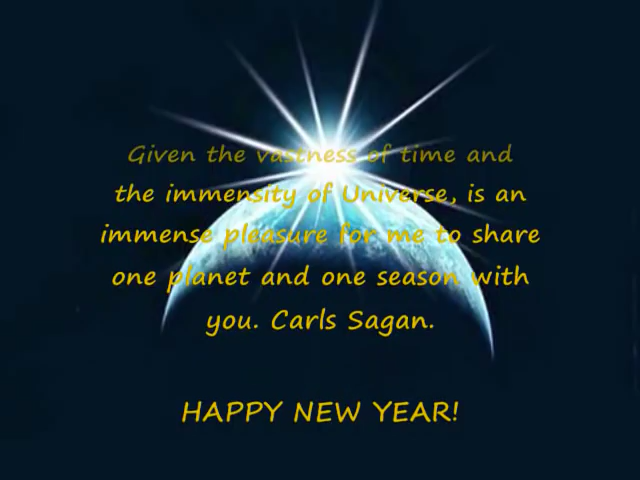 Given the vastness of time and
the immensity of Universe, is an
immense pleasure for me to share
one planet and one season with
you. Carls Sagan.
HAPPY NEW YEAR!